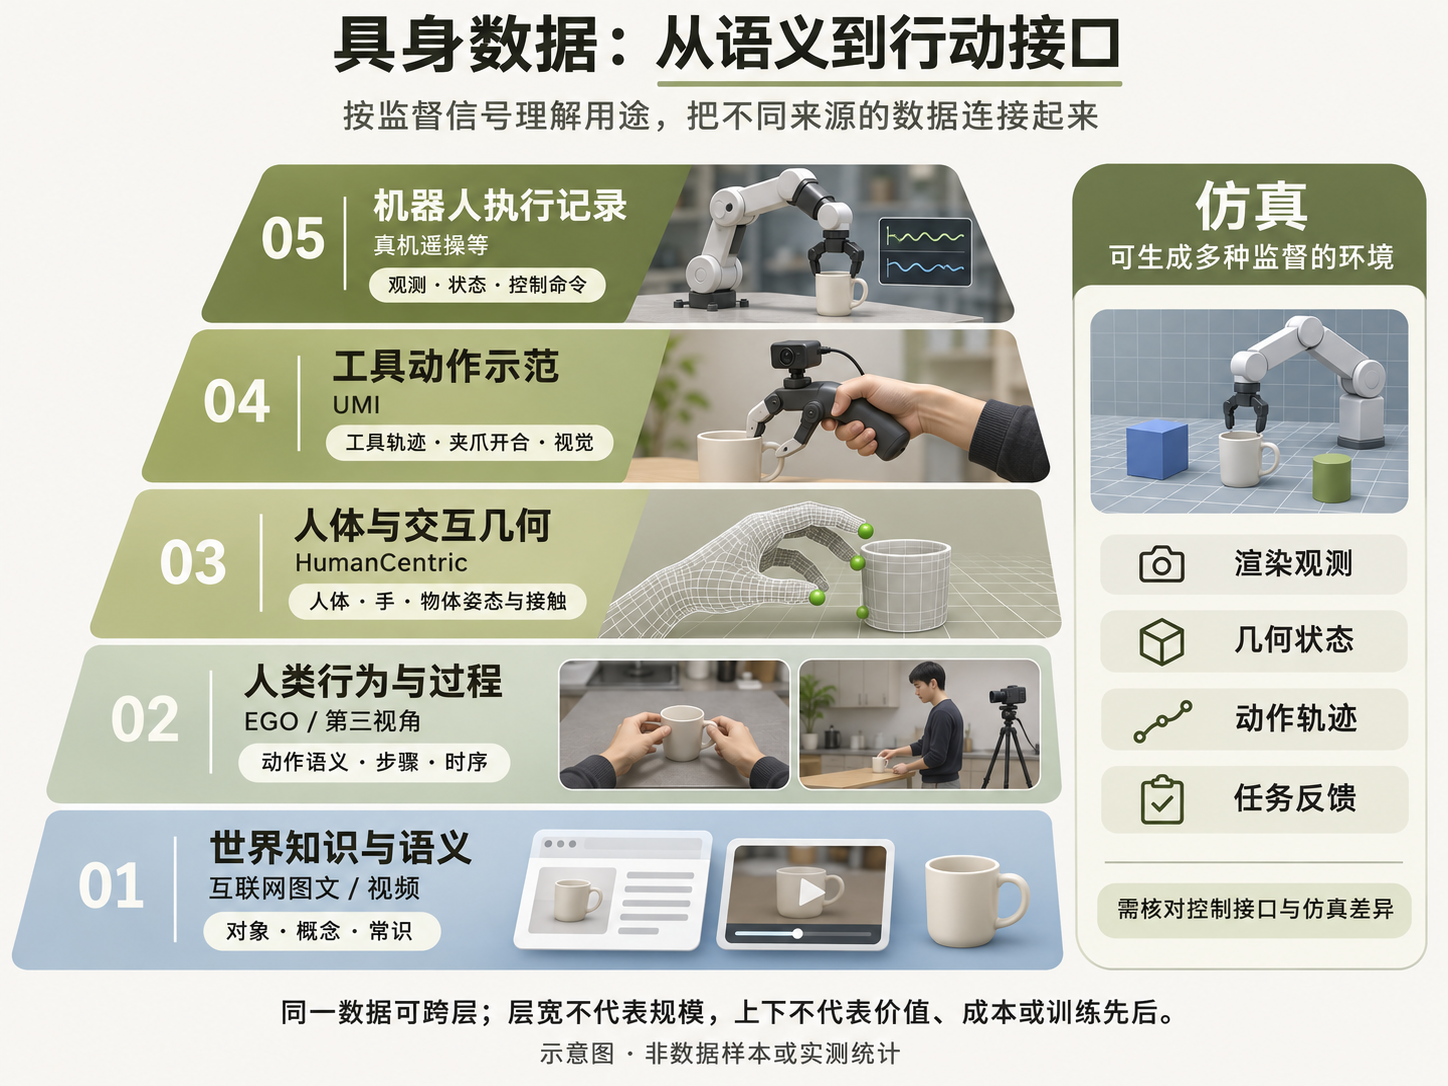 具身数据：从语义到行动接口
按监督信号理解用途，把不同来源的数据连接起来
05
机器人执行记录
真机遥操等
观测 · 状态 · 控制命令
04
工具动作示范
UMI
工具轨迹 · 夹爪开合 · 视觉
03
人体与交互几何
HumanCentric
人体 · 手 · 物体姿态与接触
02
人类行为与过程
EGO / 第三视角
动作语义 · 步骤 · 时序
01
世界知识与语义
互联网图文 / 视频
对象 · 概念 · 常识
仿真
可生成多种监督的环境
渲染观测
几何状态
动作轨迹
任务反馈
需核对控制接口与仿真差异
同一数据可跨层；层宽不代表规模，上下不代表价值、成本或训练先后。
示意图 · 非数据样本或实测统计